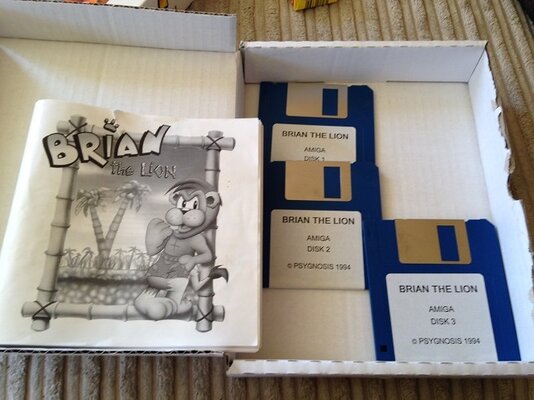 BRIAN
THE LION
BRIAN THE LION
AMIGA
DISK 1
BRIAN THE LION
AMIGA
DISK 2
© PSYGNOSIS 1994
BRIAN THE LION
AMIGA
DISK 3
© PSYGNOSIS 1994